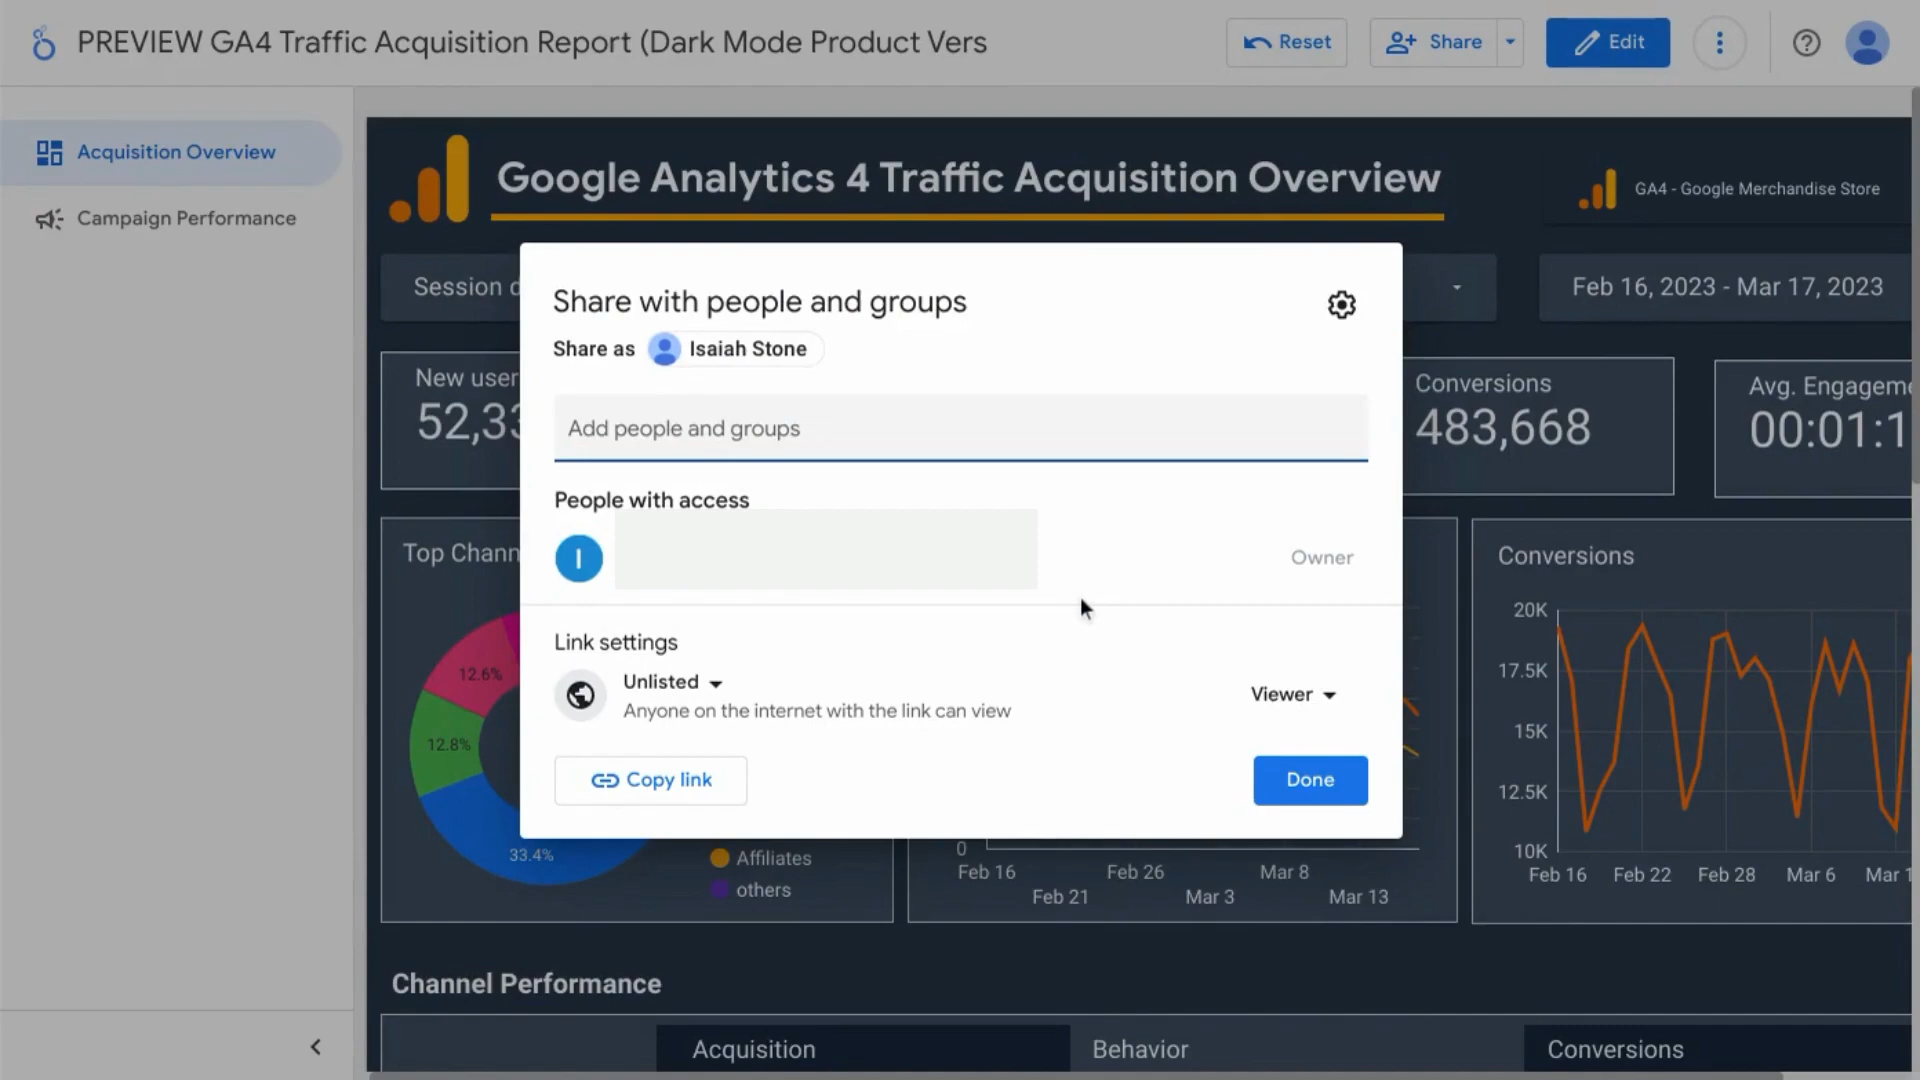 PREVIEW GA4 Traffic Acquisition Report (Dark Mode Product Vers
Reset
Share
Edit
Acquisition Overview
Campaign Performance
Google Analytics 4 Traffic Acquisition Overview
GA4 - Google Merchandise Store
Session
Feb 16, 2023 - Mar 17, 2023
New user
52,33
Conversions
483,668
Avg. Engageme
00:01:1
Share with people and groups
Share as Isaiah Stone
Add people and groups
People with access
I
Owner
Link settings
Unlisted
Anyone on the internet with the link can view
Viewer
Copy link
Done
Top Chann
12.6%
12.8%
33.4%
Affiliates
others
0
Feb 16 Feb 26 Mar 8
Feb 21 Mar 3 Mar 13
Conversions
20K
17.5K
15K
12.5K
10K
Feb 16 Feb 22 Feb 28 Mar 6 Mar 1
Channel Performance
Acquisition Behavior Conversions